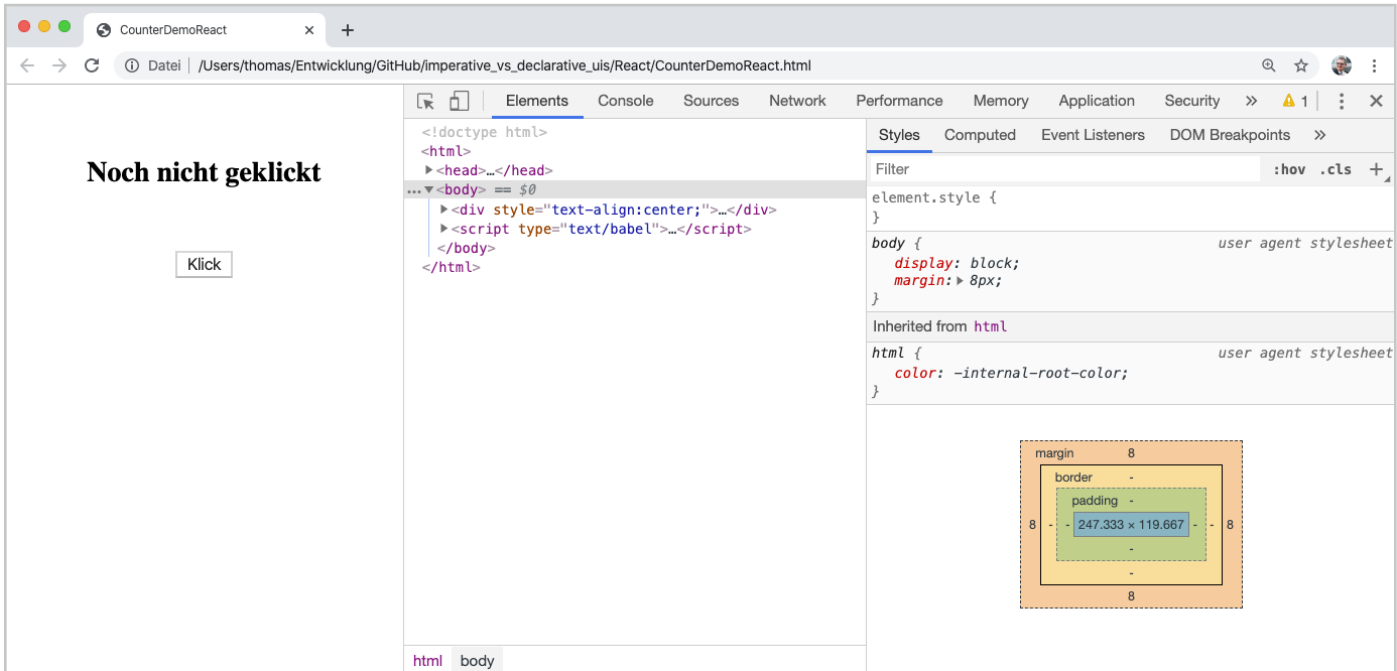 CounterDemoReact
Datei /Users/thomas/Entwicklung/GitHub/imperative_vs_declarative_uis/React/CounterDemoReact.html
Noch nicht geklickt
Klick
Elements Console Sources Network Performance Memory Application Security » 1
<!doctype html>
<html>
<head>…</head>
<body> == $0
<div style="text-align:center;">…</div>
<script type="text/babel">…</script>
</body>
</html>
html body
Styles Computed Event Listeners DOM Breakpoints »
Filter :hov .cls +
element.style {
}
body { user agent stylesheet
display: block;
margin: 8px;
}
Inherited from html
html { user agent stylesheet
color: -internal-root-color;
}
margin 8
border -
padding -
8 - - 247.333 × 119.667 - - 8
-
-
8